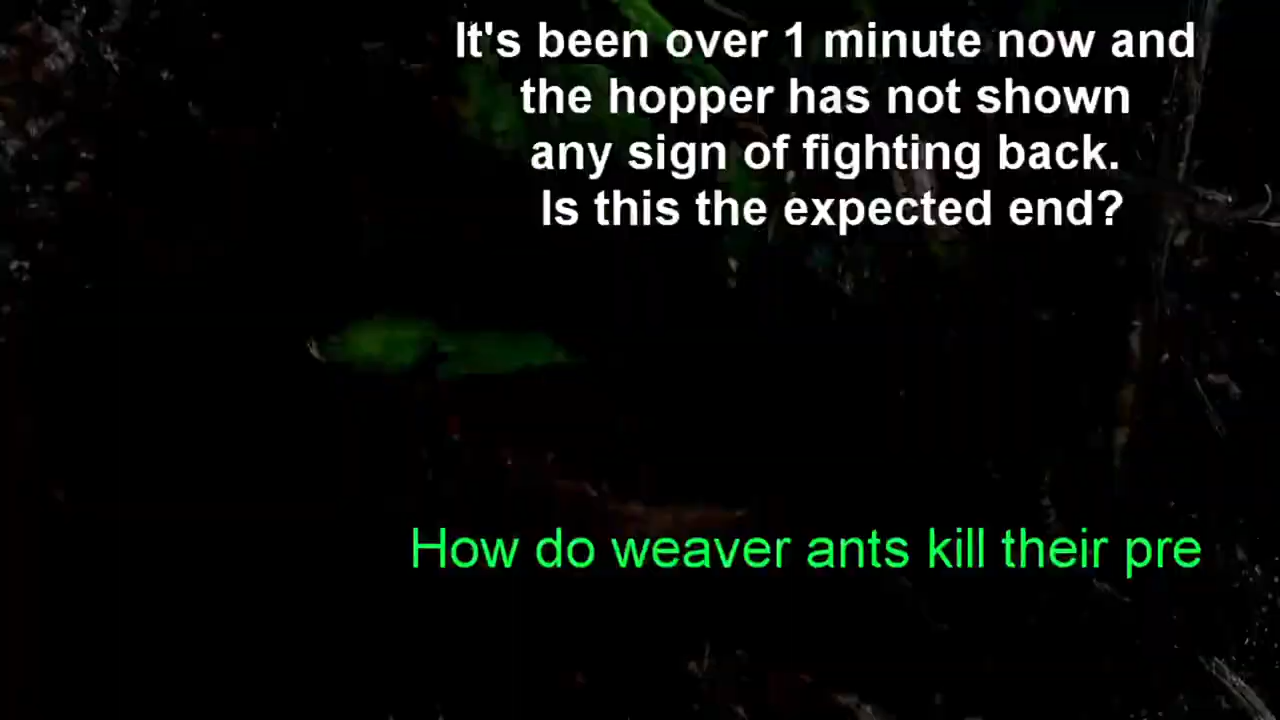 It's been over 1 minute now and
the hopper has not shown
any sign of fighting back.
Is this the expected end?
How do weaver ants kill their pre